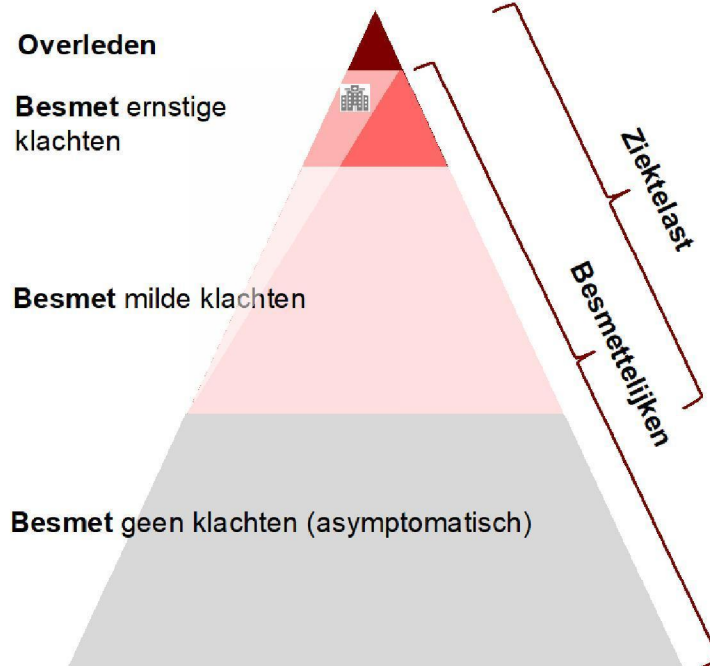 Overleden
Besmet ernstige
klachten
Ziektelast
Besmet milde klachten
Besmettelijken
Besmet geen klachten (asymptomatisch)